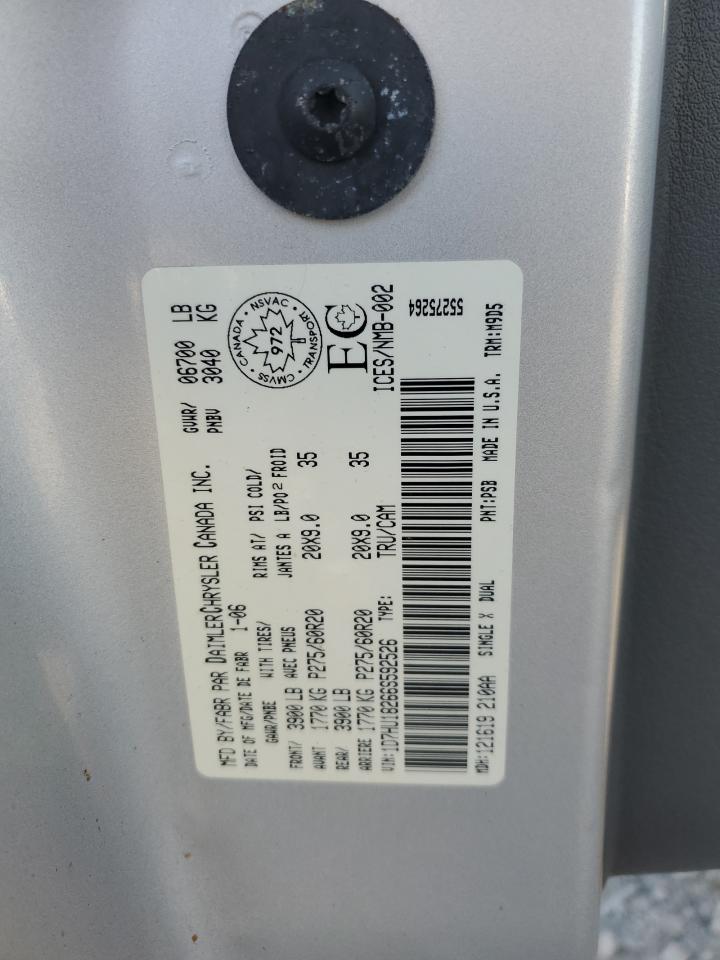 MFD BY/FABR PAR DAIMLERCHRYSLER CANADA INC.
DATE OF MFG/DATE DE FABR 1-06
GVWR/ 06700 LB
PNBV 3040 KG
GAWR/PNBE WITH TIRES/ RIMS AT/ PSI COLD/
AVEC PNEUS JANTES A LB/PO2 FROID
FRONT/ 3900 LB
AVANT 1770 KG P275/60R20 20X9.0 35
REAR/ 3900 LB
ARRIERE 1770 KG P275/60R20 20X9.0 35
VIN:1D7HU18266S592526 TYPE: TRU/CAM
CANADA · NSVAC · TRANSPORT · CMVSS
972
EC
ICES/NMB-002
MDH:121619 210AA SINGLE X DUAL PNT:PSB MADE IN U.S.A. TRM:M9D5
55275264